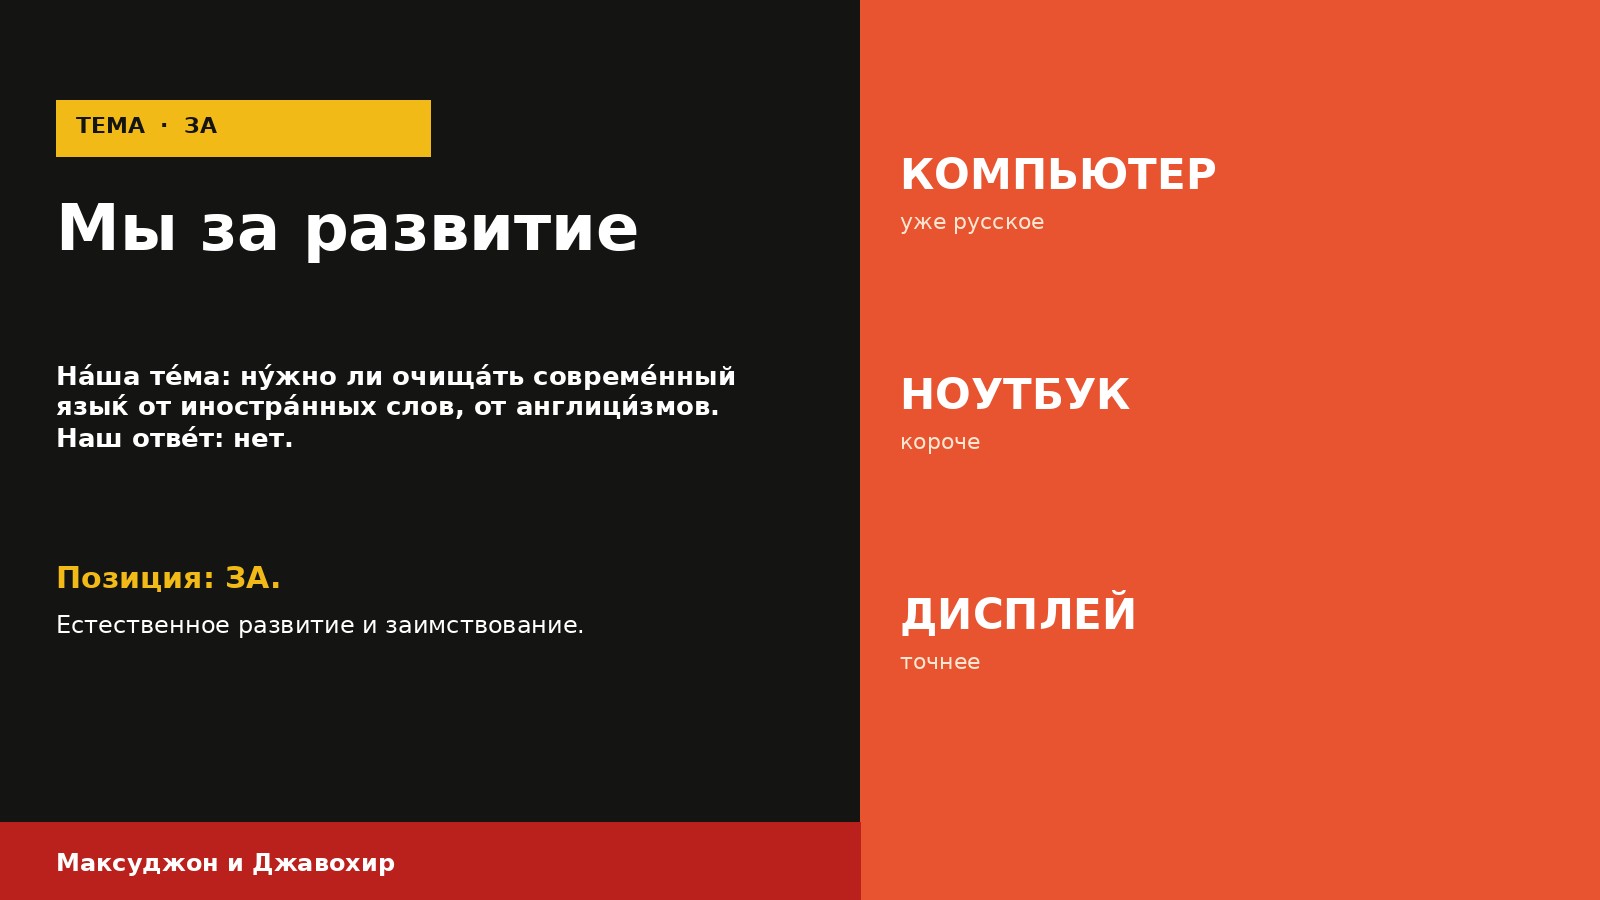 ТЕМА · ЗА
Мы за развитие
На́ша те́ма: ну́жно ли очища́ть совреме́нный
язы́к от иностра́нных слов, от англици́змов.
Наш отве́т: нет.
Позиция: ЗА.
Естественное развитие и заимствование.
Максуджон и Джавохир
КОМПЬЮТЕР
уже русское
НОУТБУК
короче
ДИСПЛЕЙ
точнее